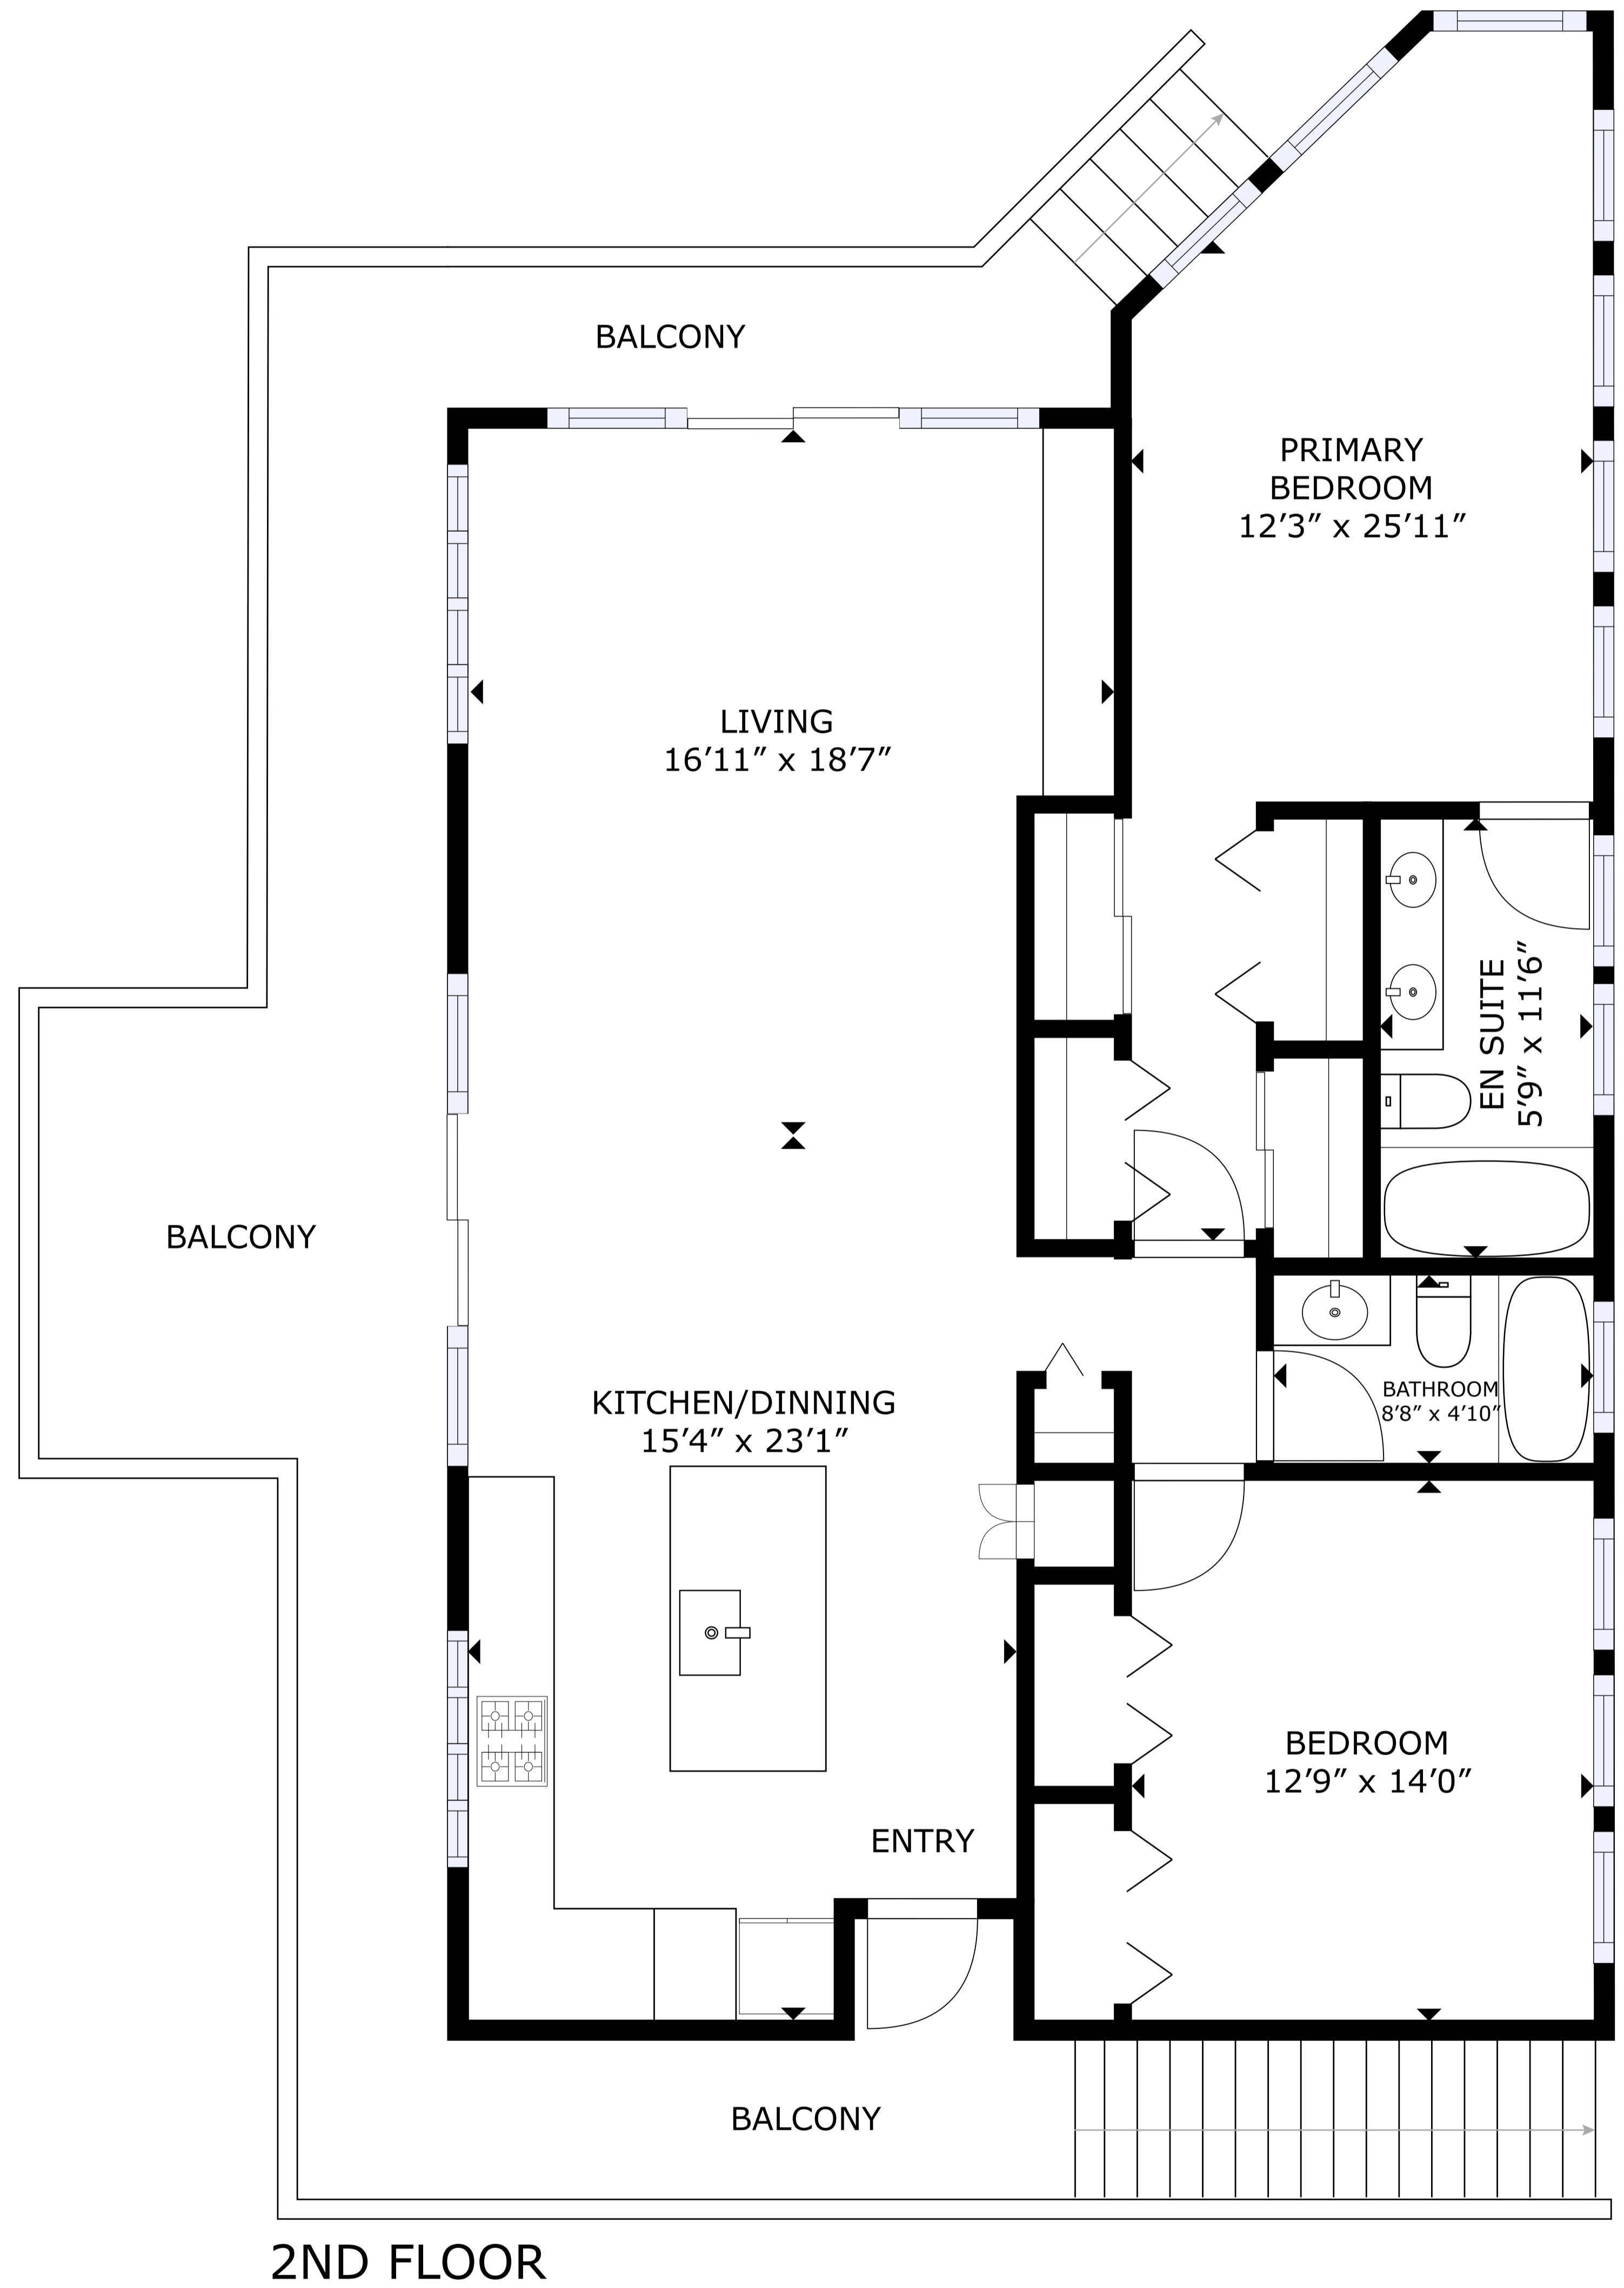 BALCONY
PRIMARY
BEDROOM
12′3″ x 25′11″
LIVING
16′11″ x 18′7″
EN SUITE
5′9″ x 11′6″
BALCONY
KITCHEN/DINNING
15′4″ x 23′1″
BATHROOM
8′8″ x 4′10″
BEDROOM
12′9″ x 14′0″
ENTRY
BALCONY
2ND FLOOR